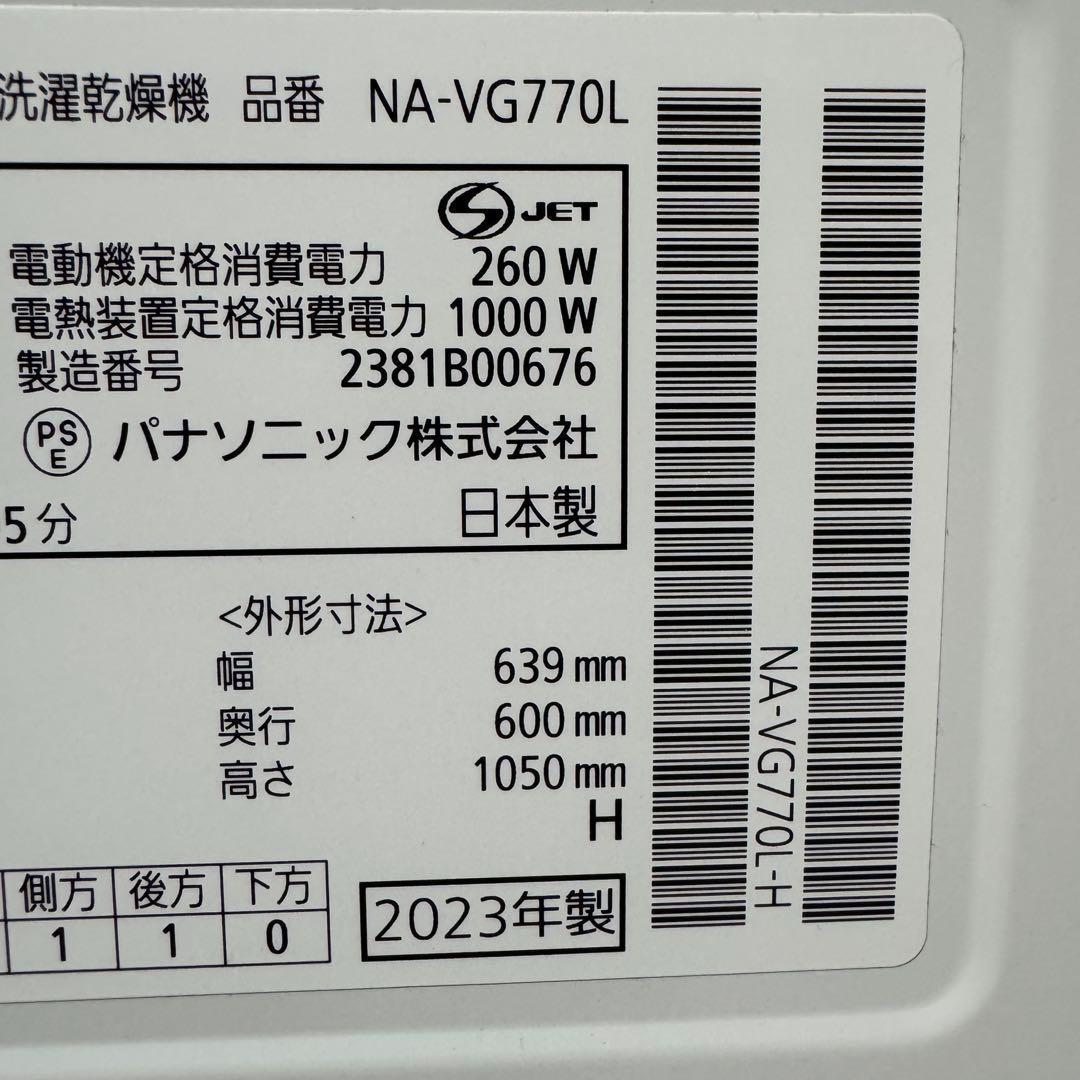 洗濯乾燥機 品番 NA-VG770L
S JET
電動機定格消費電力 260 W
電熱装置定格消費電力 1000 W
製造番号 2381B00676
PSE パナソニック株式会社
5分 日本製
<外形寸法>
幅 639 mm
奥行 600 mm
高さ 1050 mm
H
側方 後方 下方
1 1 0
2023年製
NA-VG770L-H